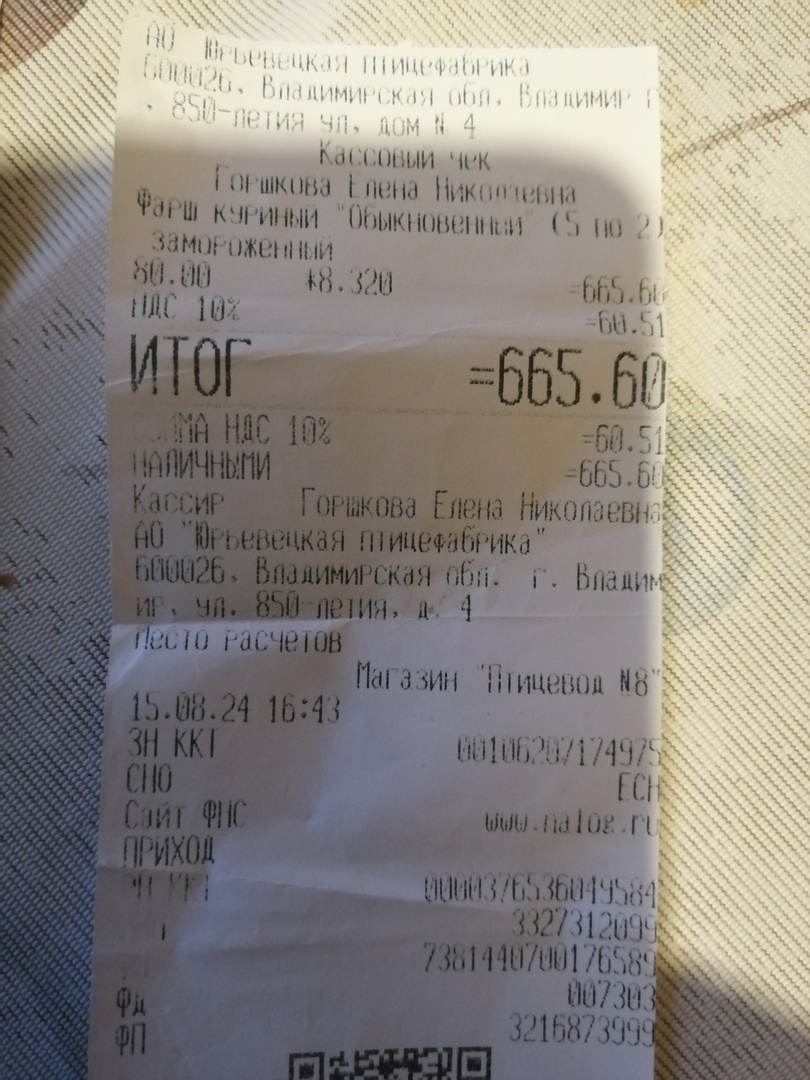 АО Юрьевецкая птицефабрика
600026, Владимирская обл, Владимир г
, 850-летия ул, дом № 4
Кассовый чек
Горшкова Елена Николаевна
Фарш куриный "Обыкновенный" (5 по 2)
замороженный
80.00 *8.320 =665.60
НДС 10% =60.51
ИТОГ =665.60
СУММА НДС 10% =60.51
НАЛИЧНЫМИ =665.60
Кассир Горшкова Елена Николаевна
АО "Юрьевецкая птицефабрика"
600026, Владимирская обл. г. Владим
ир, ул. 850-летия, д. 4
Место расчетов
Магазин "Птицевод №8"
15.08.24 16:43
ЗН ККТ 00106207174975
СНО ЕСН
Сайт ФНС www.nalog.ru
ПРИХОД
РН ККТ 0000376536049584
3327312099
7381440700176589
ФД 007303
ФП 3216873999